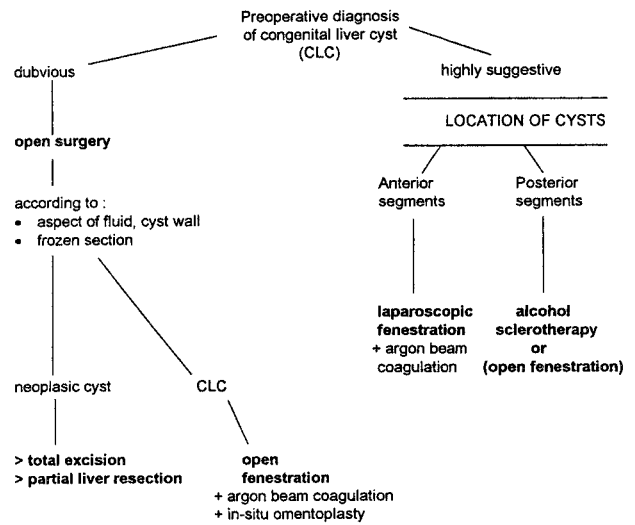 Preoperative diagnosis
of congenital liver cyst
(CLC)
dubvious
highly suggestive
LOCATION OF CYSTS
open surgery
according to :
• aspect of fluid, cyst wall
• frozen section
Anterior
segments
Posterior
segments
laparoscopic
fenestration
+ argon beam
coagulation
alcohol
sclerotherapy
or
(open fenestration)
neoplasic cyst
CLC
> total excision
> partial liver resection
open
fenestration
+ argon beam coagulation
+ in-situ omentoplasty